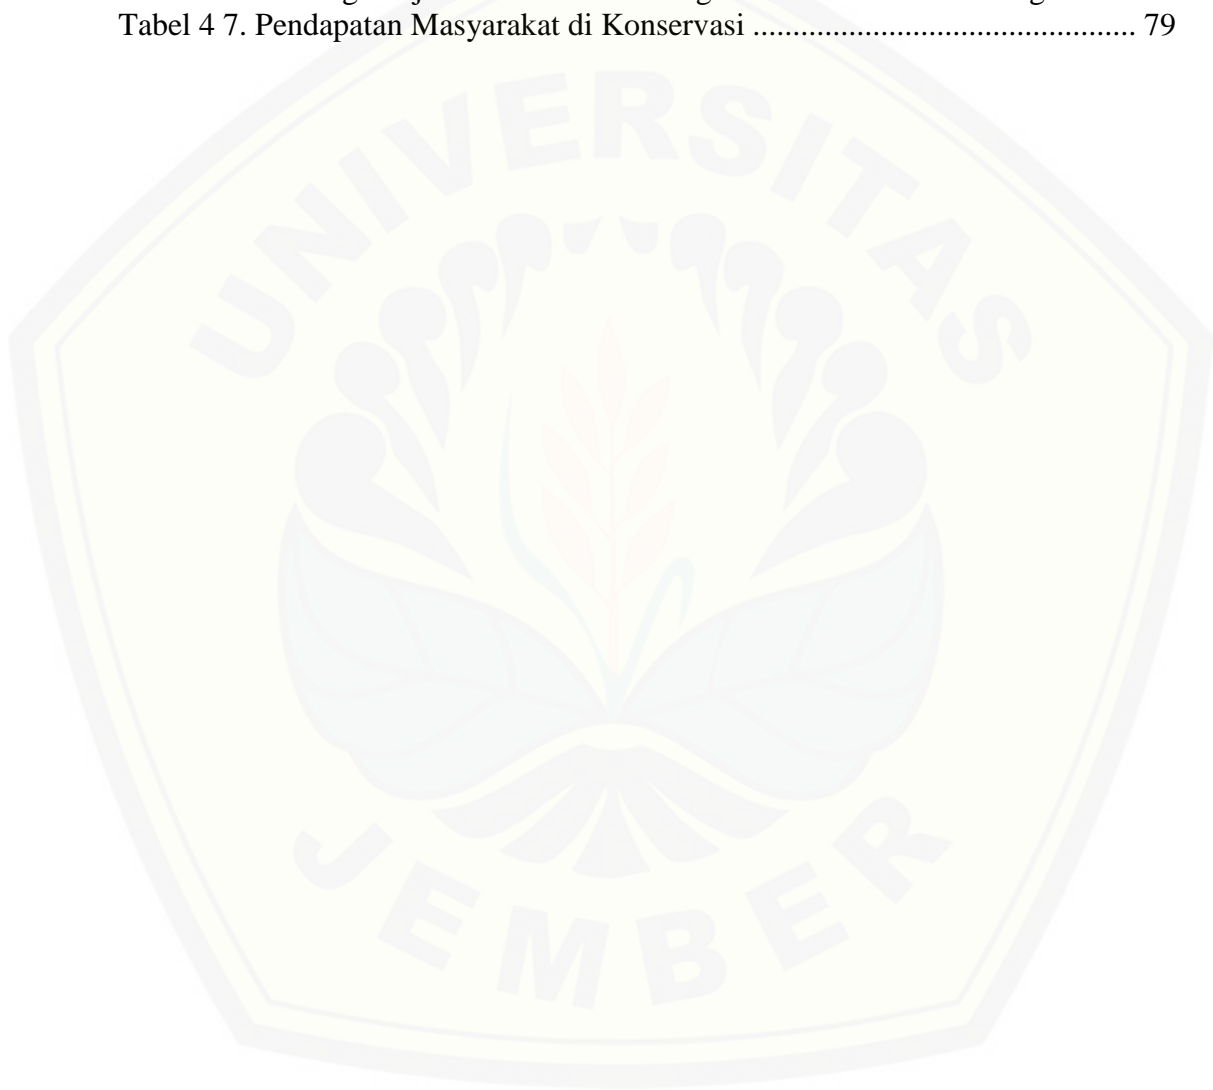 Tabel 4 7. Pendapatan Masyarakat di Konservasi ................................................ 79
UNIVERSITAS
JEMBER